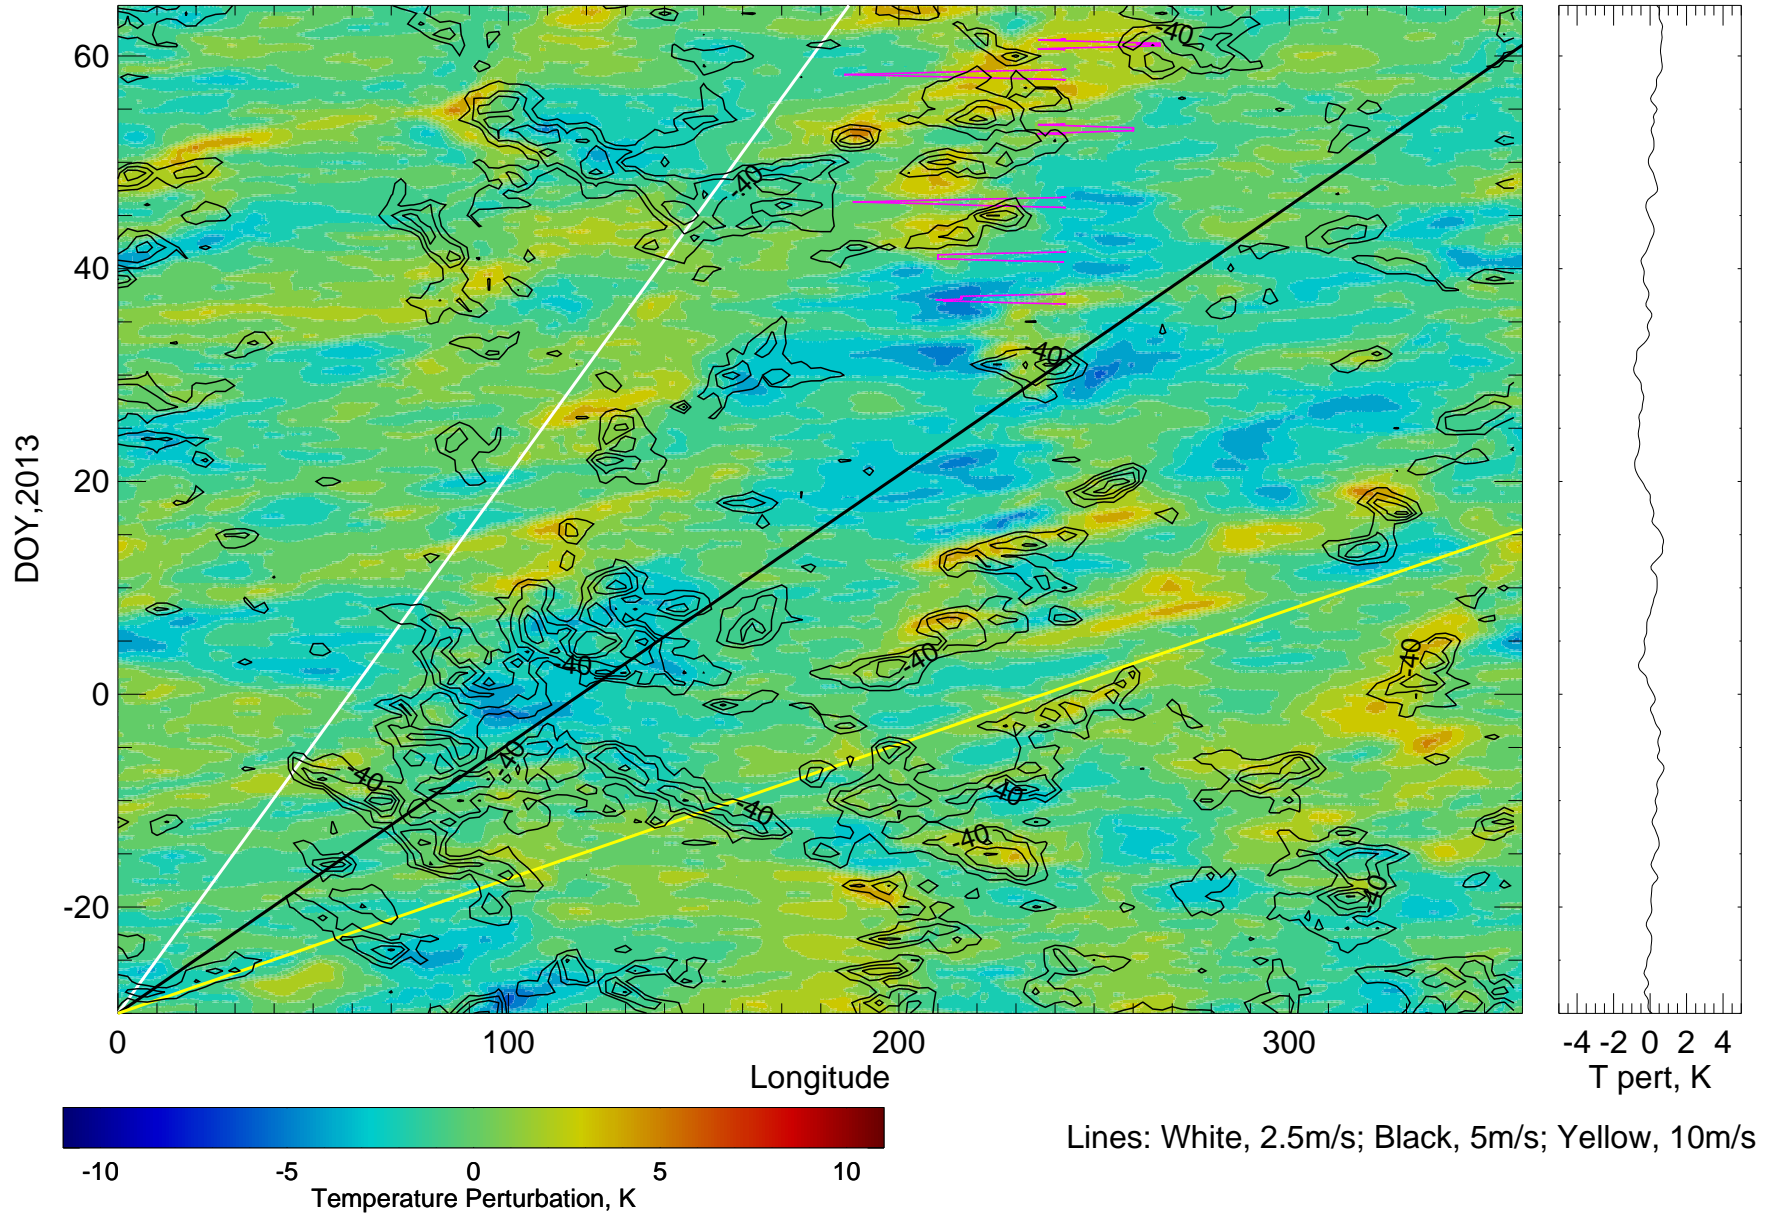 60
40
20
0
-20
DOY,2013
-40
-40
-40
-40
-40
-40
-40
-40
-40
-40
-40
-40
0 100 200 300
Longitude
-4 -2 0 2 4
T pert, K
-10 -5 0 5 10
Temperature Perturbation, K
Lines: White, 2.5m/s; Black, 5m/s; Yellow, 10m/s